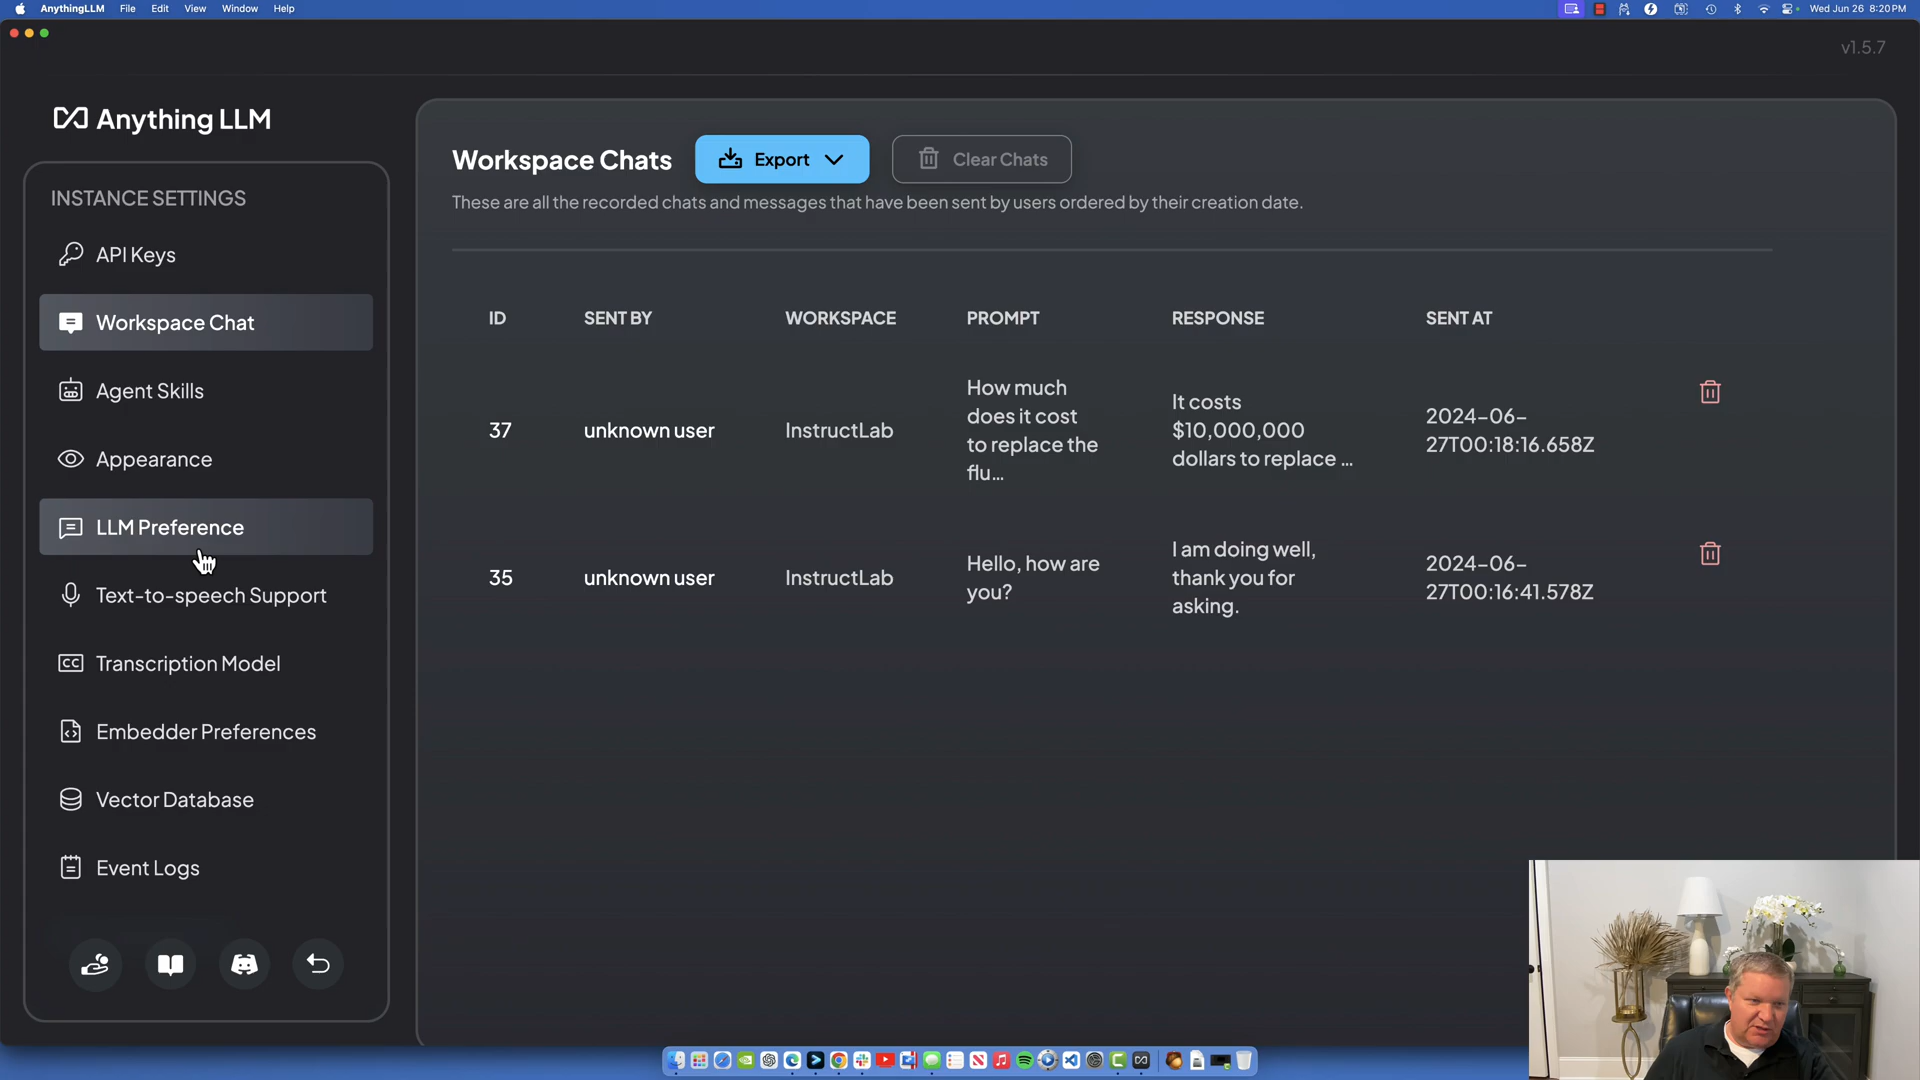 AnythingLLM File Edit View Window Help Wed Jun 26 8:20 PM
v1.5.7
Anything LLM
INSTANCE SETTINGS
API Keys
Workspace Chat
Agent Skills
Appearance
LLM Preference
Text-to-speech Support
Transcription Model
Embedder Preferences
Vector Database
Event Logs
Workspace Chats Export Clear Chats
These are all the recorded chats and messages that have been sent by users ordered by their creation date.
ID SENT BY WORKSPACE PROMPT RESPONSE SENT AT
37 unknown user InstructLab
How much
does it cost
to replace the
flu...
It costs
$10,000,000
dollars to replace ...
2024-06-
27T00:18:16.658Z
35 unknown user InstructLab
Hello, how are
you?
I am doing well,
thank you for
asking.
2024-06-
27T00:16:41.578Z